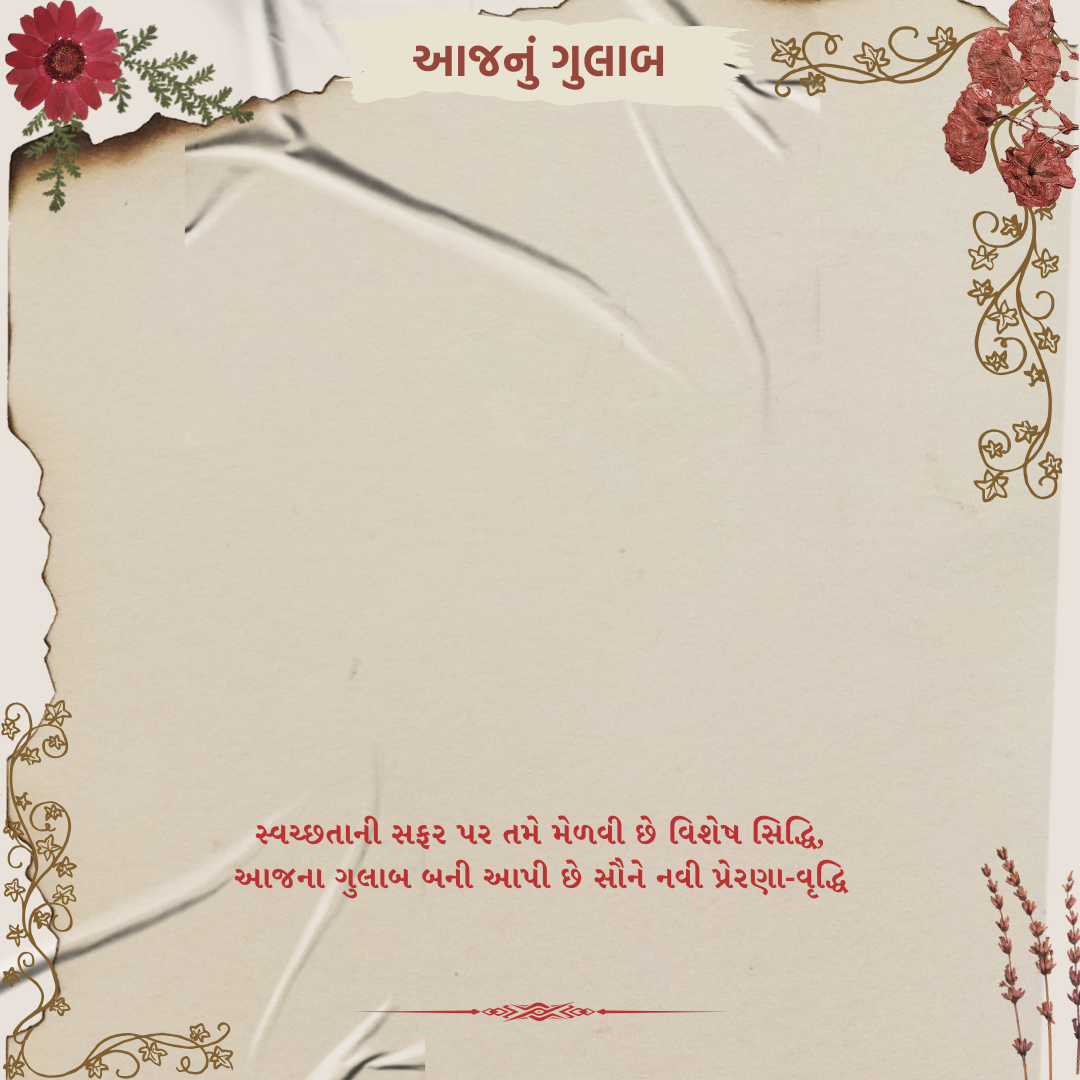 આજનું ગુલાબ
સ્વચ્છતાની સફર પર તમે મેળવી છે વિશેષ સિદ્ધિ,
આજના ગુલાબ બની આપી છે સૌને નવી પ્રેરણા-વૃદ્ધિ